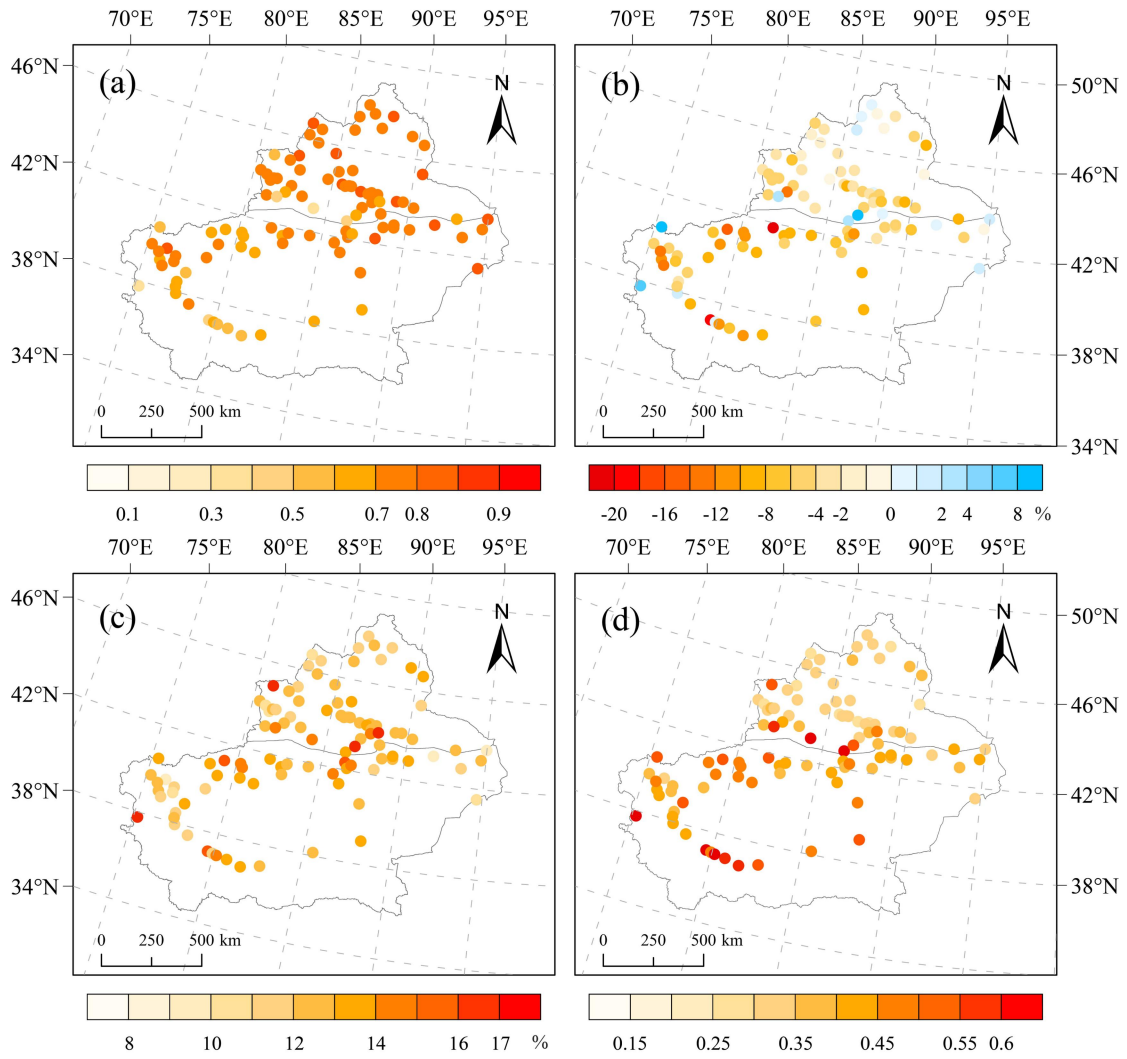 70°E 75°E 80°E 85°E 90°E 95°E
70°E 75°E 80°E 85°E 90°E 95°E
46°N
42°N
38°N
34°N
(a)
N
0 250 500 km
(b)
N
0 250 500 km
50°N
46°N
42°N
38°N
34°N
0.1 0.3 0.5 0.7 0.8 0.9
-20 -16 -12 -8 -4 -2 0 2 4 8 %
70°E 75°E 80°E 85°E 90°E 95°E
70°E 75°E 80°E 85°E 90°E 95°E
46°N
42°N
38°N
34°N
(c)
N
0 250 500 km
(d)
N
0 250 500 km
50°N
46°N
42°N
38°N
8 10 12 14 16 17 %
0.15 0.25 0.35 0.45 0.55 0.6